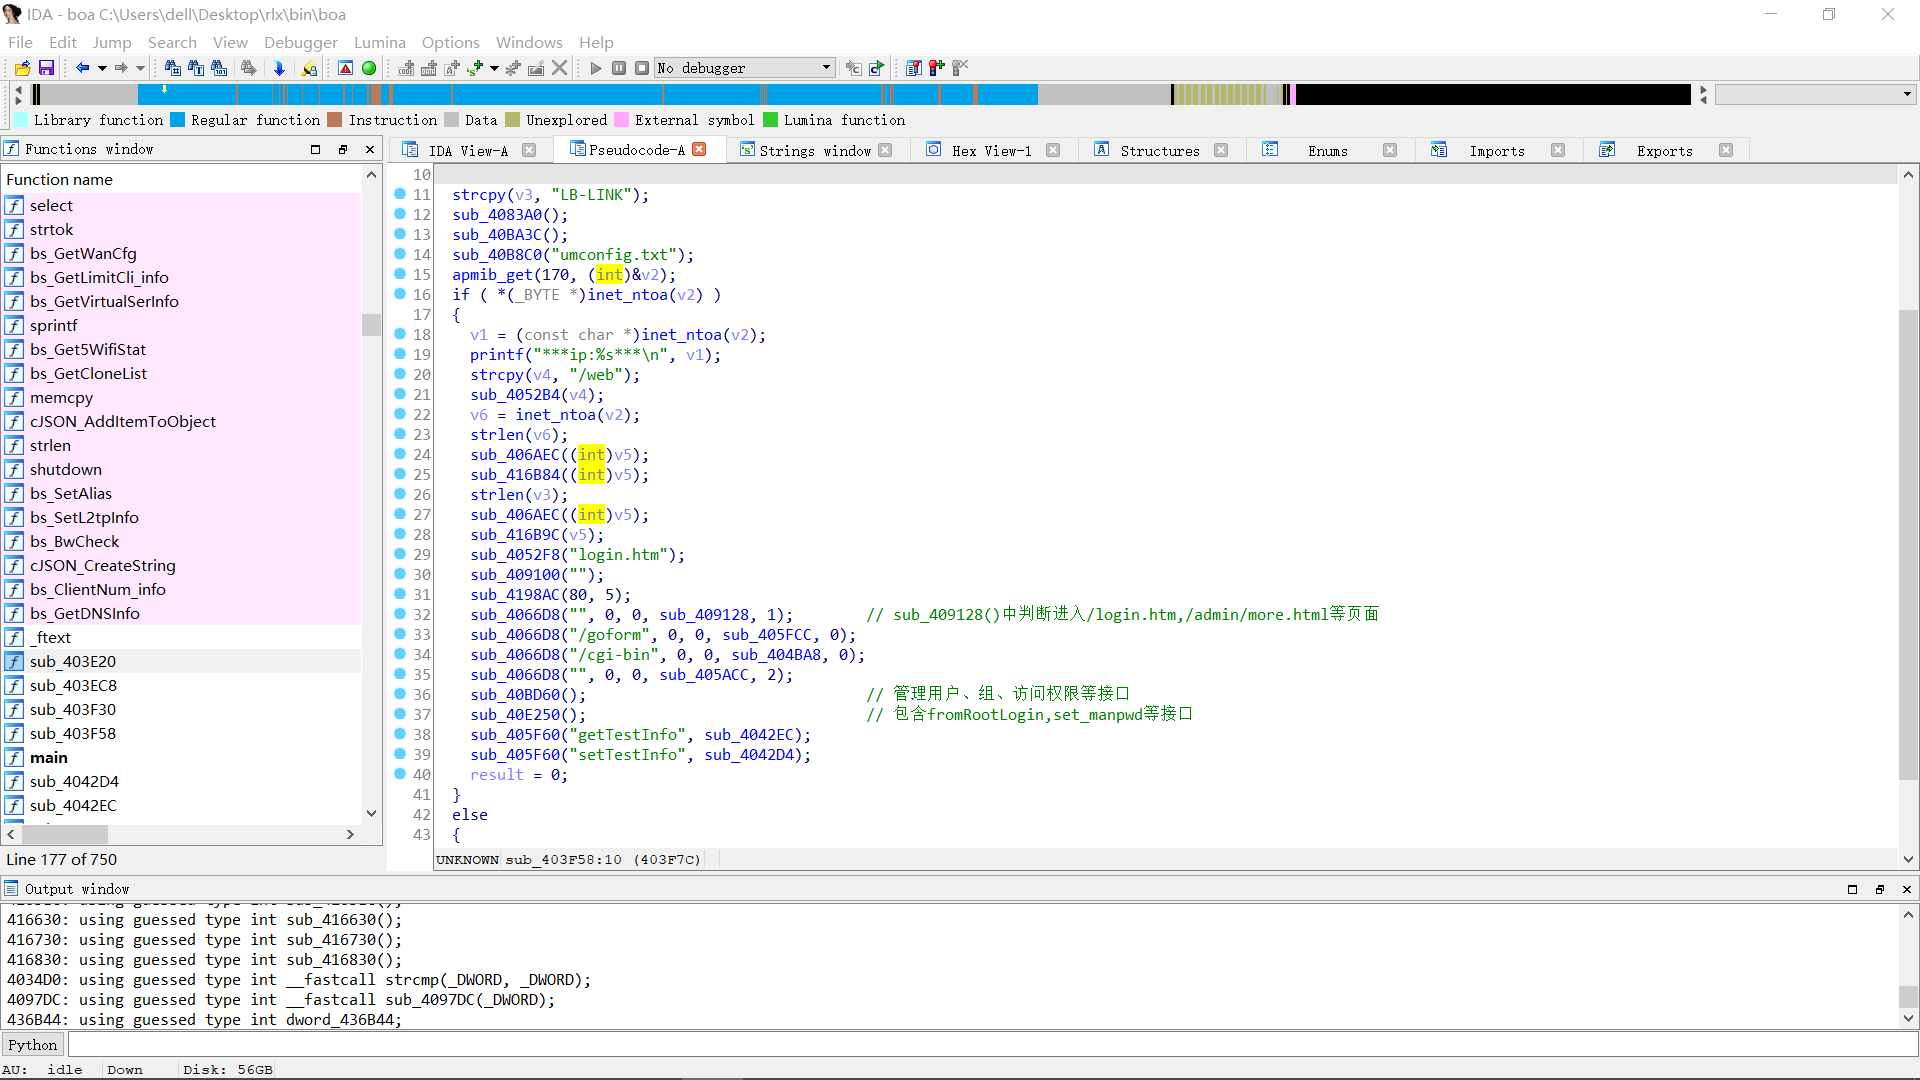 IDA - boa C:\Users\dell\Desktop\rlx\bin\boa
File Edit Jump Search View Debugger Lumina Options Windows Help
No debugger
Library function Regular function Instruction Data Unexplored External symbol Lumina function
Functions window
IDA View-A Pseudocode-A Strings window Hex View-1 Structures Enums Imports Exports
Function name
select
strtok
bs_GetWanCfg
bs_GetLimitCli_info
bs_GetVirtualSerInfo
sprintf
bs_Get5WifiStat
bs_GetCloneList
memcpy
cJSON_AddItemToObject
strlen
shutdown
bs_SetAlias
bs_SetL2tpInfo
bs_BwCheck
cJSON_CreateString
bs_ClientNum_info
bs_GetDNSInfo
_ftext
sub_403E20
sub_403EC8
sub_403F30
sub_403F58
main
sub_4042D4
sub_4042EC
Line 177 of 750
10
11 strcpy(v3, "LB-LINK");
12 sub_4083A0();
13 sub_40BA3C();
14 sub_40B8C0("umconfig.txt");
15 apmib_get(170, (int)&v2);
16 if ( *(_BYTE *)inet_ntoa(v2) )
17 {
18 v1 = (const char *)inet_ntoa(v2);
19 printf("***ip:%s***\n", v1);
20 strcpy(v4, "/web");
21 sub_4052B4(v4);
22 v6 = inet_ntoa(v2);
23 strlen(v6);
24 sub_406AEC((int)v5);
25 sub_416B84((int)v5);
26 strlen(v3);
27 sub_406AEC((int)v5);
28 sub_416B9C(v5);
29 sub_4052F8("login.htm");
30 sub_409100("");
31 sub_4198AC(80, 5);
32 sub_4066D8("", 0, 0, sub_409128, 1); // sub_409128()中判断进入/login.htm,/admin/more.html等页面
33 sub_4066D8("/goform", 0, 0, sub_405FCC, 0);
34 sub_4066D8("/cgi-bin", 0, 0, sub_404BA8, 0);
35 sub_4066D8("", 0, 0, sub_405ACC, 2);
36 sub_40BD60(); // 管理用户、组、访问权限等接口
37 sub_40E250(); // 包含fromRootLogin,set_manpwd等接口
38 sub_405F60("getTestInfo", sub_4042EC);
39 sub_405F60("setTestInfo", sub_4042D4);
40 result = 0;
41 }
42 else
43 {
UNKNOWN sub_403F58:10 (403F7C)
Output window
416630: using guessed type int sub_416630();
416730: using guessed type int sub_416730();
416830: using guessed type int sub_416830();
4034D0: using guessed type int __fastcall strcmp(_DWORD, _DWORD);
4097DC: using guessed type int __fastcall sub_4097DC(_DWORD);
436B44: using guessed type int dword_436B44;
Python
AU: idle Down Disk: 56GB